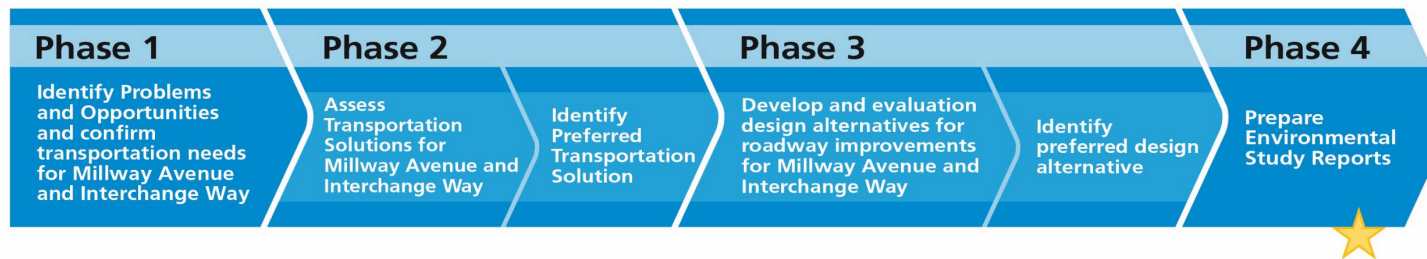 Phase 1
Identify Problems
and Opportunities
and confirm
transportation needs
for Millway Avenue
and Interchange Way
Phase 2
Assess
Transportation
Solutions for
Millway Avenue and
Interchange Way
Identify
Preferred
Transportation
Solution
Phase 3
Develop and evaluation
design alternatives for
roadway improvements
for Millway Avenue and
Interchange Way
Identify
preferred design
alternative
Phase 4
Prepare
Environmental
Study Reports